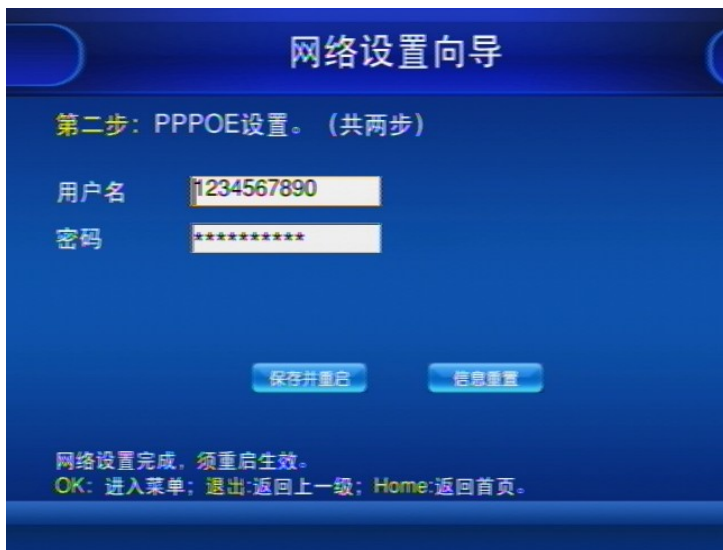 网络设置向导
第二步：PPPOE设置。（共两步）
用户名 1234567890
密码 **********
保存并重启 信息重置
网络设置完成，须重启生效。
OK：进入菜单；退出:返回上一级；Home:返回首页。